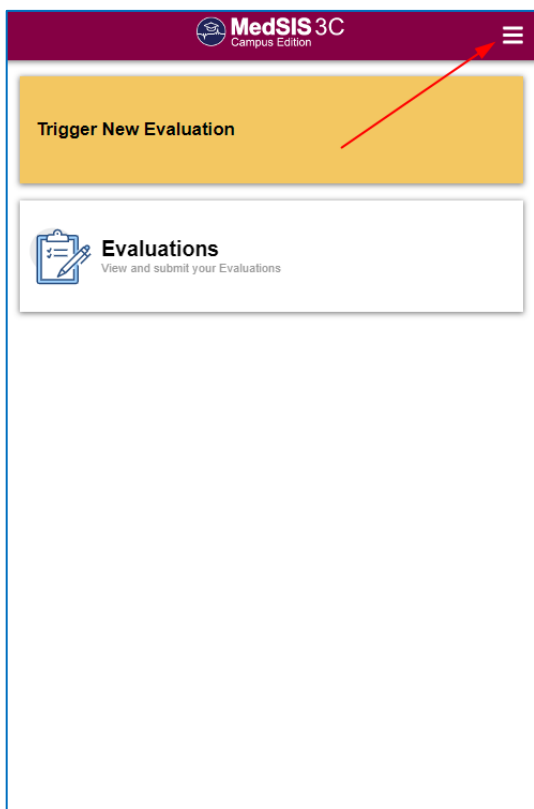 MedSIS 3C
Campus Edition
Trigger New Evaluation
Evaluations
View and submit your Evaluations